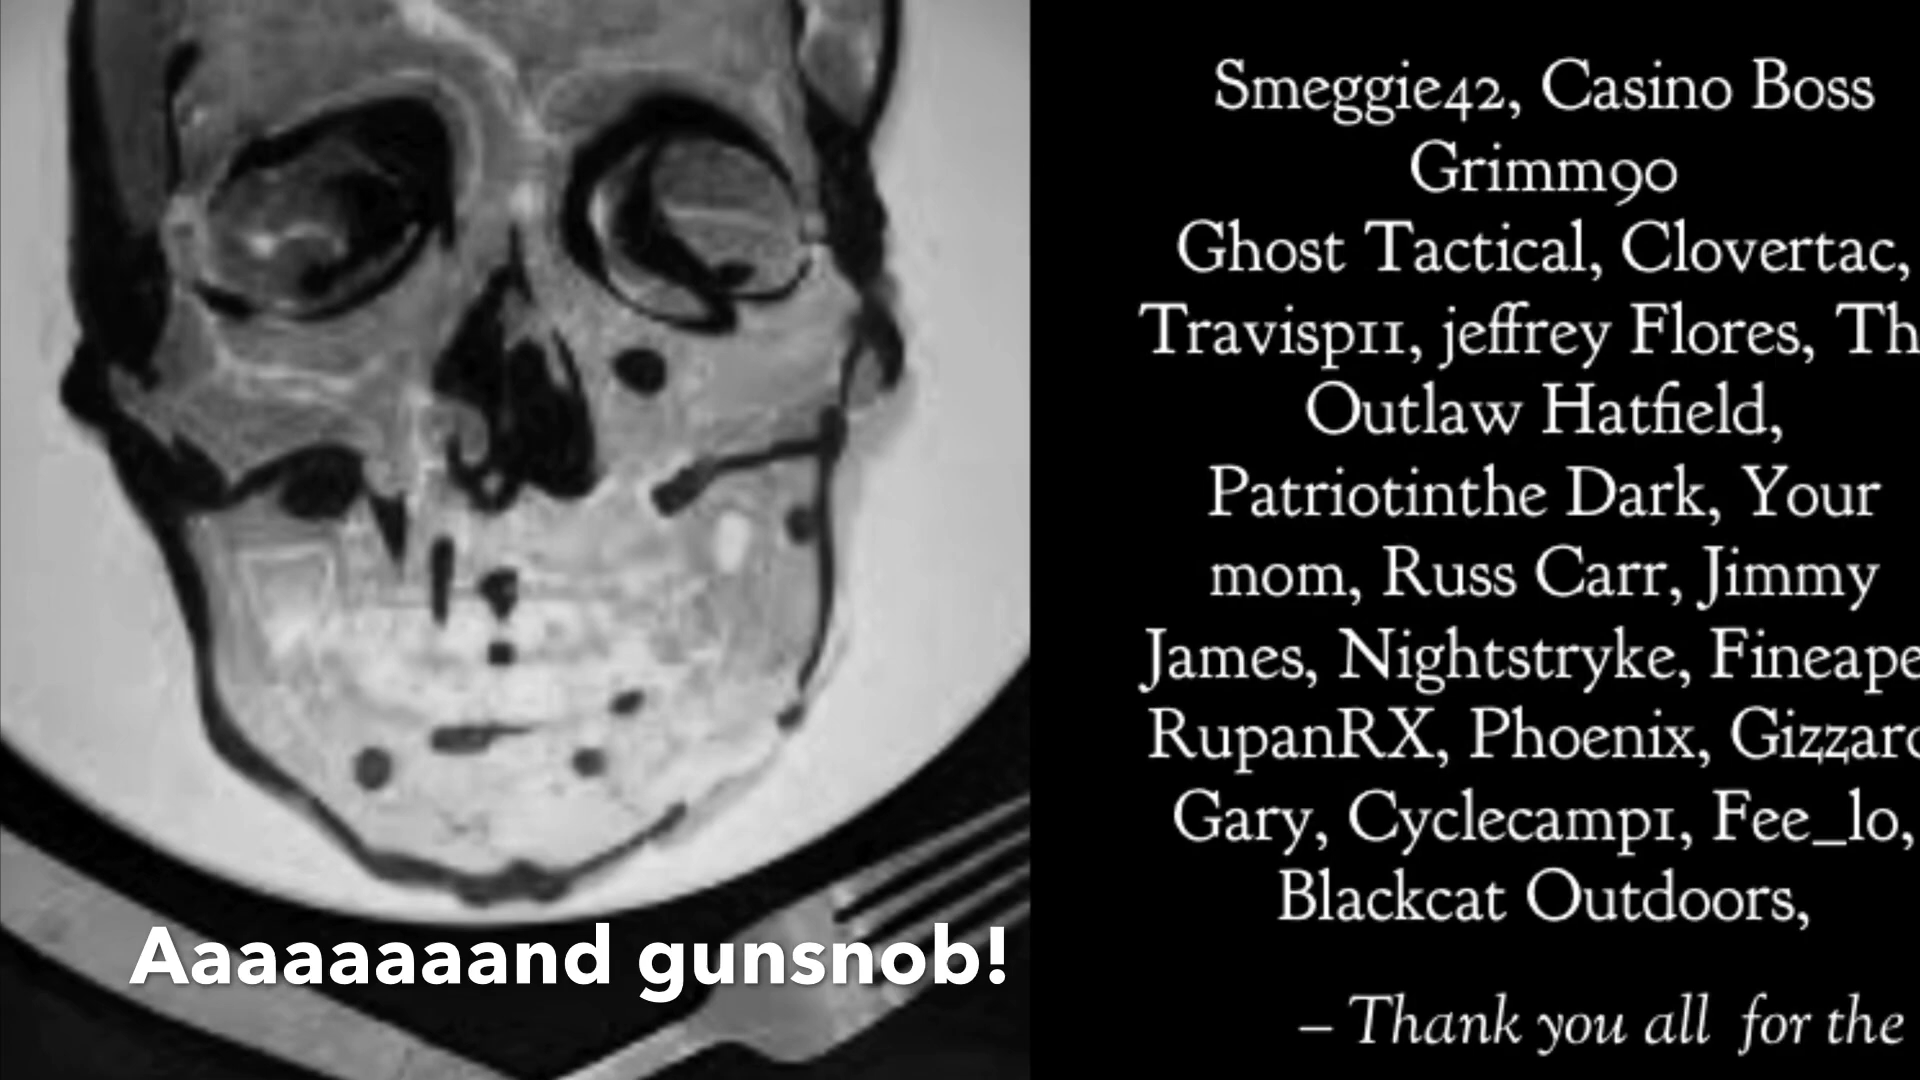 Smeggie42, Casino Boss
Grimm90
Ghost Tactical, Clovertac,
Travisp11, jeffrey Flores, Th
Outlaw Hatfield,
Patriotinthe Dark, Your
mom, Russ Carr, Jimmy
James, Nightstryke, Fineape
RupanRX, Phoenix, Gizzard
Gary, Cyclecamp1, Fee_lo,
Blackcat Outdoors,
– Thank you all for the
Aaaaaaaand gunsnob!